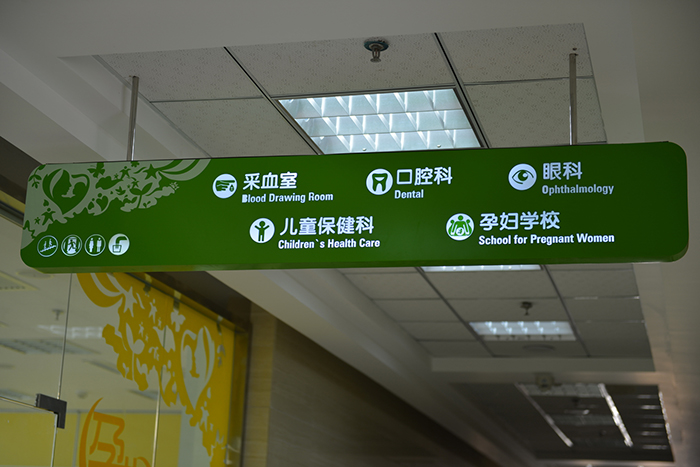 采血室 口腔科 眼科
Blood Drawing Room Dental Ophthalmology
儿童保健科 孕妇学校
Children`s Health Care School for Pregnant Women
孕